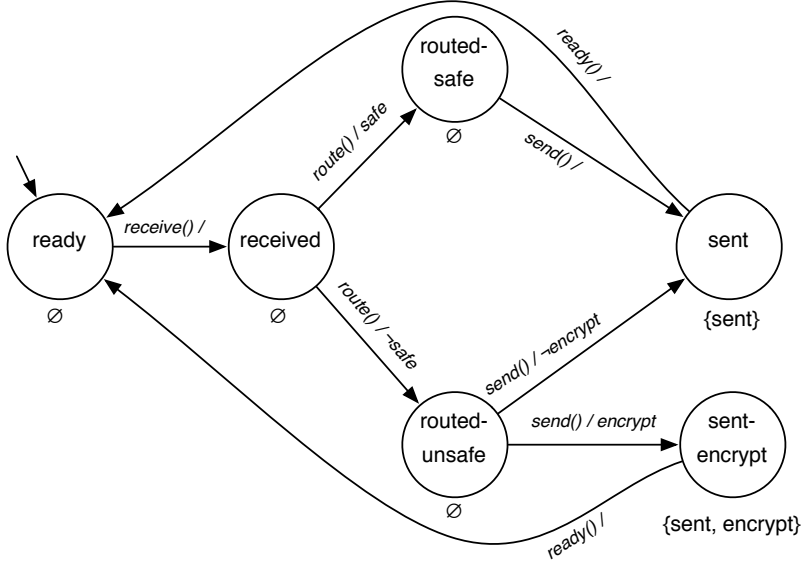 routed-
safe
∅
ready() /
route() / safe
send() /
ready
∅
receive() /
received
∅
sent
{sent}
route() / ¬safe
send() / ¬encrypt
routed-
unsafe
∅
send() / encrypt
sent-
encrypt
{sent, encrypt}
ready() /